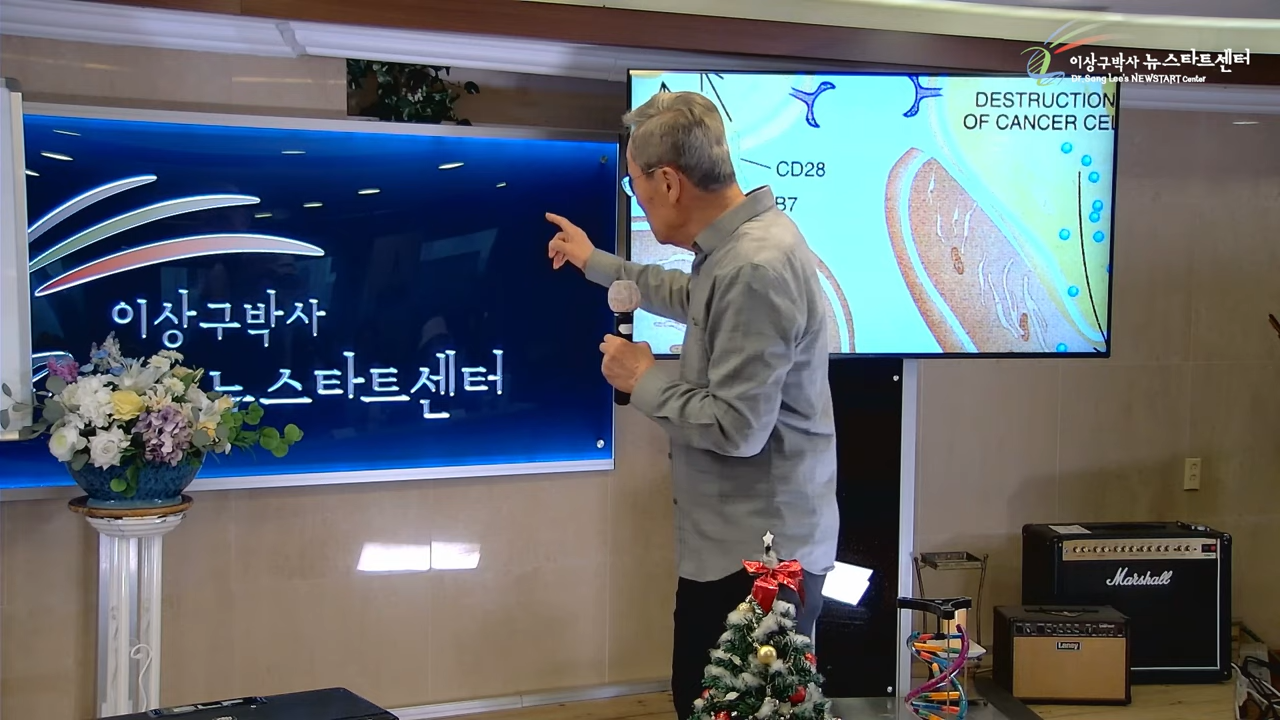 이상구박사 뉴스타트센터
Dr. Sang Lee's NEWSTART Center
DESTRUCTION
OF CANCER CEL
CD28
B7
이상구박사
뉴스타트센터
Marshall
Laney